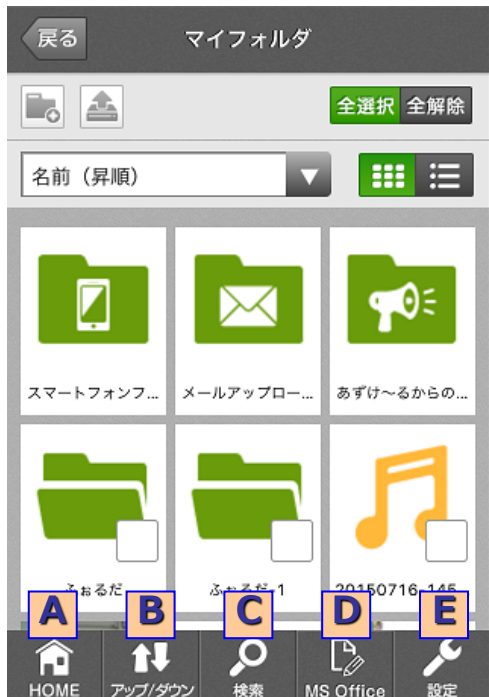 戻る
マイフォルダ
全選択 全解除
名前（昇順）
スマートフォンフ... メールアップロー... あずけ～るからの...
ふぉるだ ふぉるだ-1 20150716-145
A B C D E
HOME アップ/ダウン 検索 MS Office 設定